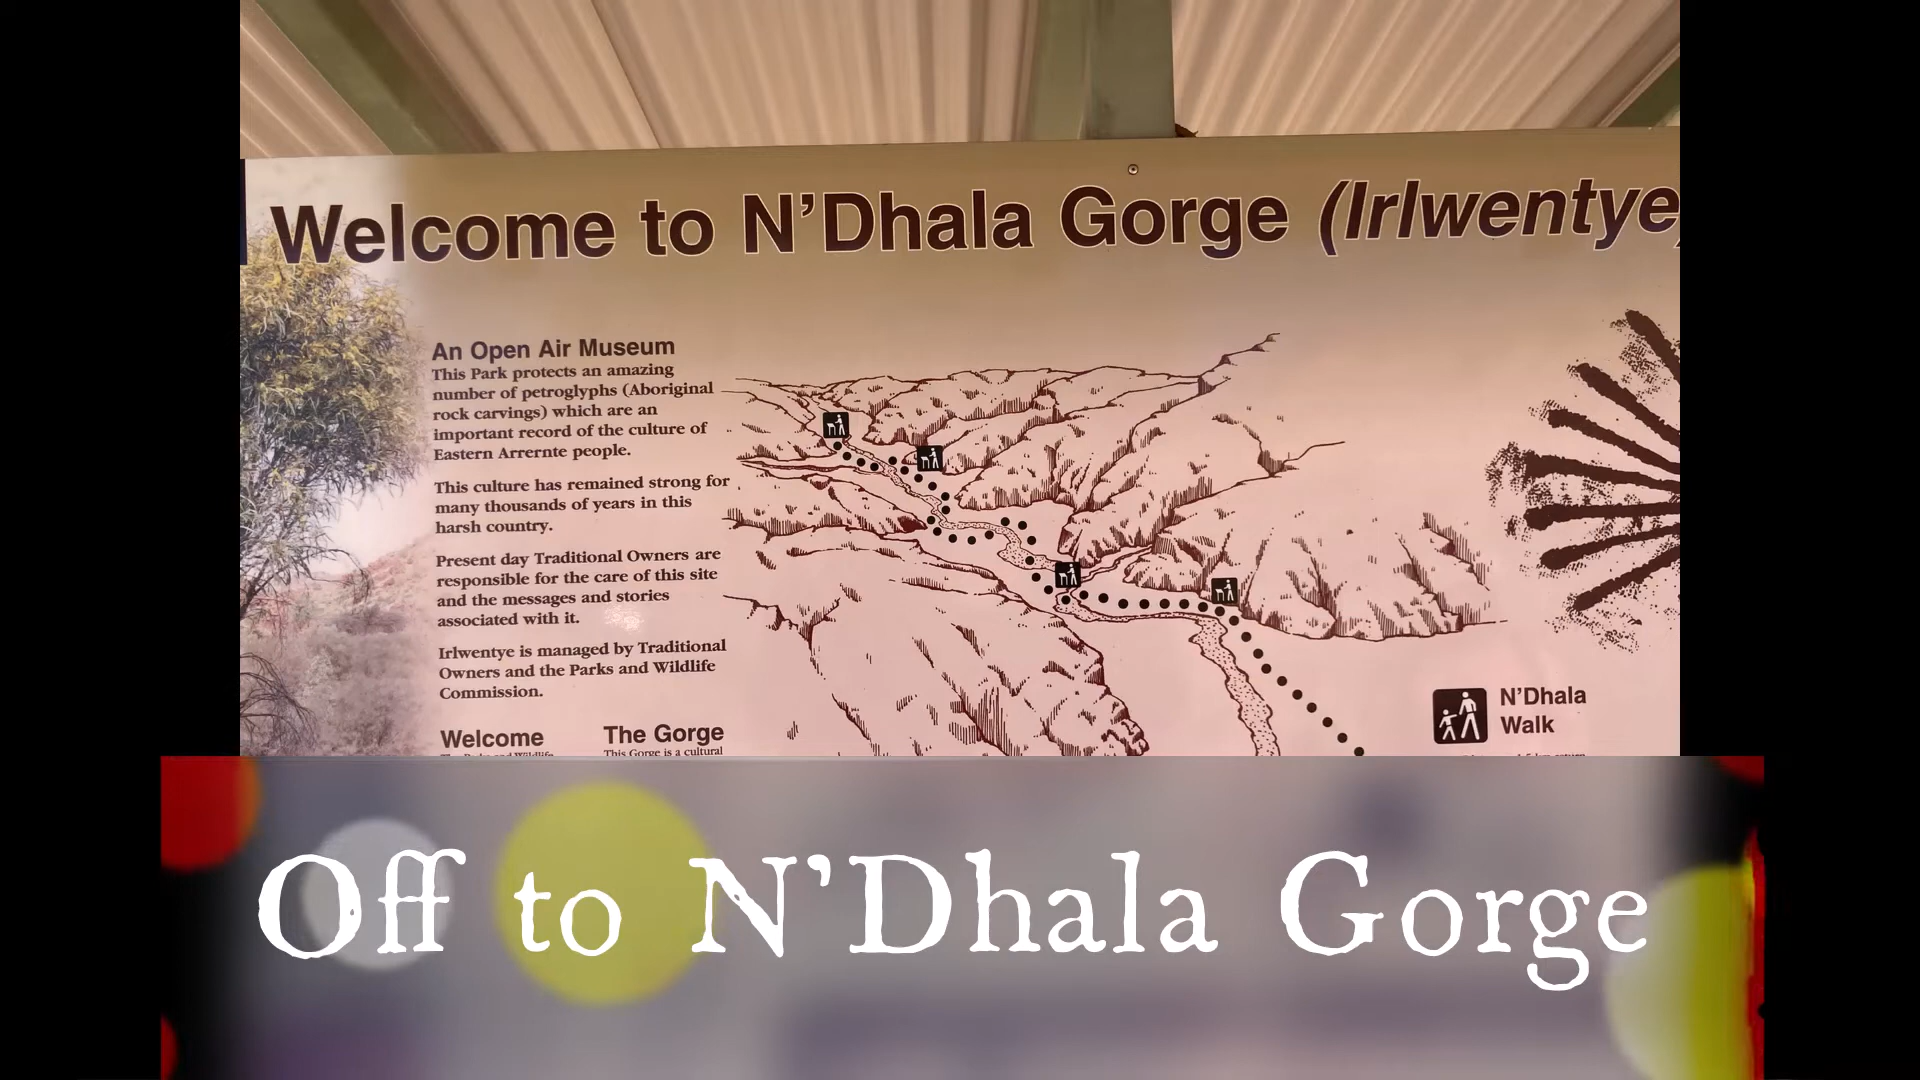 Welcome to N'Dhala Gorge (Irlwentye)
An Open Air Museum
This Park protects an amazing
number of petroglyphs (Aboriginal
rock carvings) which are an
important record of the culture of
Eastern Arrernte people.
This culture has remained strong for
many thousands of years in this
harsh country.
Present day Traditional Owners are
responsible for the care of this site
and the messages and stories
associated with it.
Irlwentye is managed by Traditional
Owners and the Parks and Wildlife
Commission.
Welcome
The Gorge
This Gorge is a cultural
N'Dhala
Walk
Off to N'Dhala Gorge